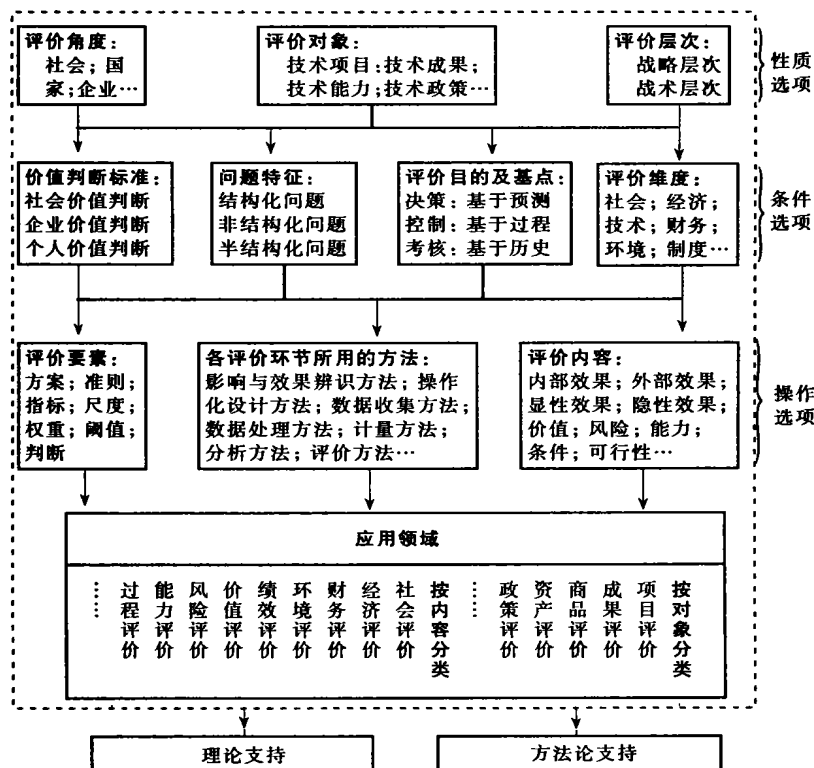 评价角度：
社会；国
家；企业…
评价对象：
技术项目：技术成果；
技术能力；技术政策…
评价层次：
战略层次
战术层次
性质
选项
价值判断标准：
社会价值判断
企业价值判断
个人价值判断
问题特征：
结构化问题
非结构化问题
半结构化问题
评价目的及基点：
决策：基于预测
控制：基于过程
考核：基于历史
评价维度：
社会；经济；
技术；财务；
环境；制度…
条件
选项
评价要素：
方案；准则；
指标；尺度；
权重；阈值；
判断
各评价环节所用的方法：
影响与效果辨识方法；操作
化设计方法；数据收集方法；
数据处理方法；计量方法；
分析方法；评价方法…
评价内容：
内部效果；外部效果；
显性效果；隐性效果；
价值；风险；能力；
条件；可行性…
操作
选项
应用领域
按对象分类
项目评价
成果评价
商品评价
资产评价
政策评价
……
按内容分类
社会评价
经济评价
财务评价
环境评价
绩效评价
价值评价
风险评价
能力评价
过程评价
……
理论支持
方法论支持